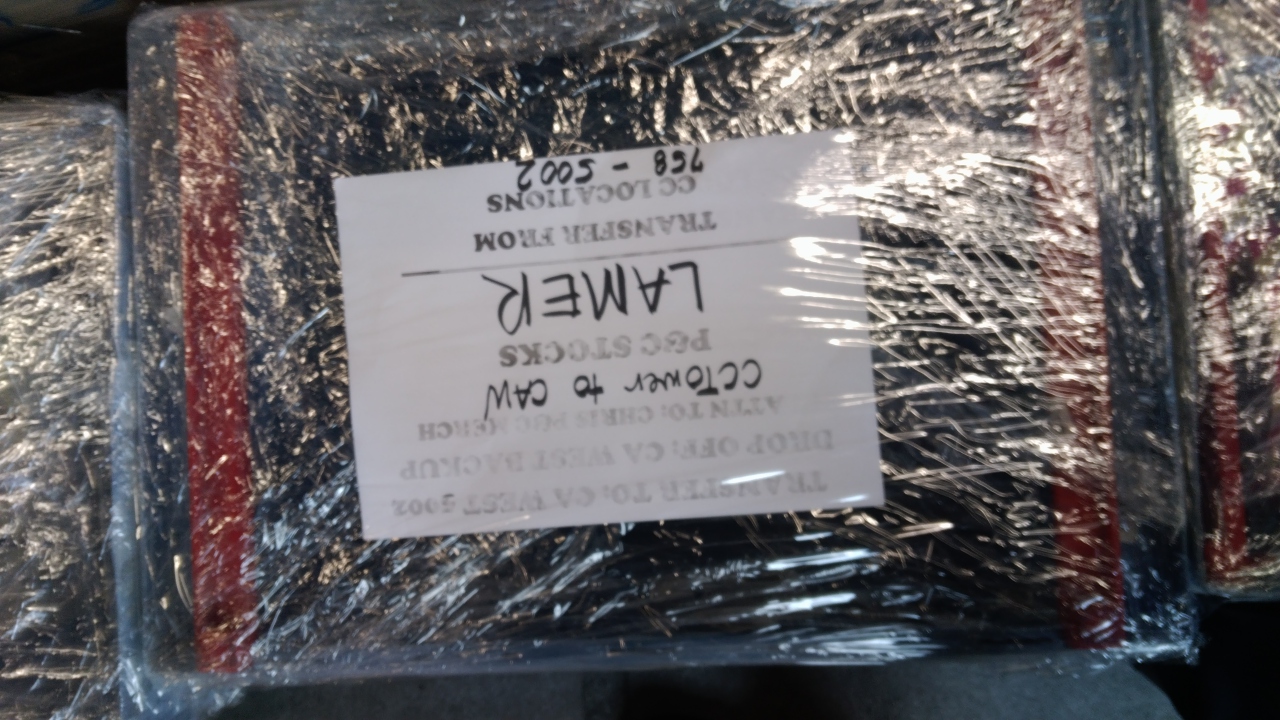 TRANSFER TO: CA WEST 5002
DROP OFF: CA WEST BACKUP
ATTN TO: CHRIS P&C MERCH
CCTower to CAW
P&C STOCKS
LAMER
TRANSFER FROM
CC LOCATIONS
758 - 5002